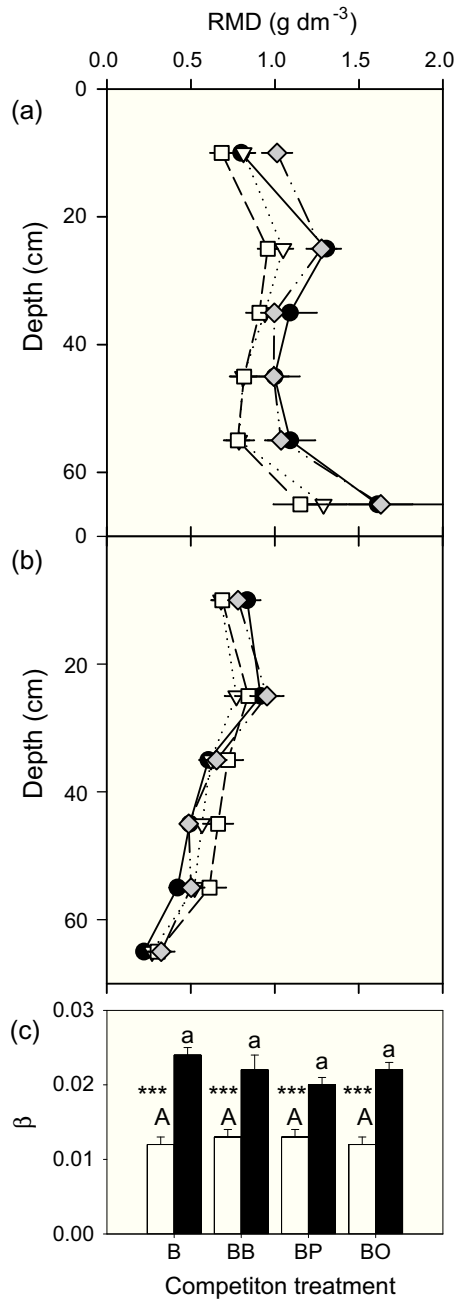 RMD (g dm-3)
0.0 0.5 1.0 1.5 2.0
(a)
0
20
40
60
Depth (cm)
(b)
0
20
40
60
Depth (cm)
(c)
0.03
0.02
0.01
0.00
β
a a a a
*** *** *** ***
A A A A
B BB BP BO
Competiton treatment